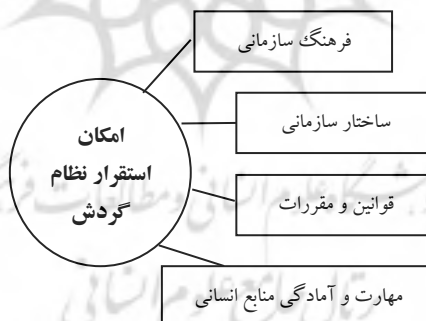 فرهنگ سازمانی
ساختار سازمانی
امکان
استقرار نظام
گردش
قوانین و مقررات
مهارت و آمادگی منابع انسانی